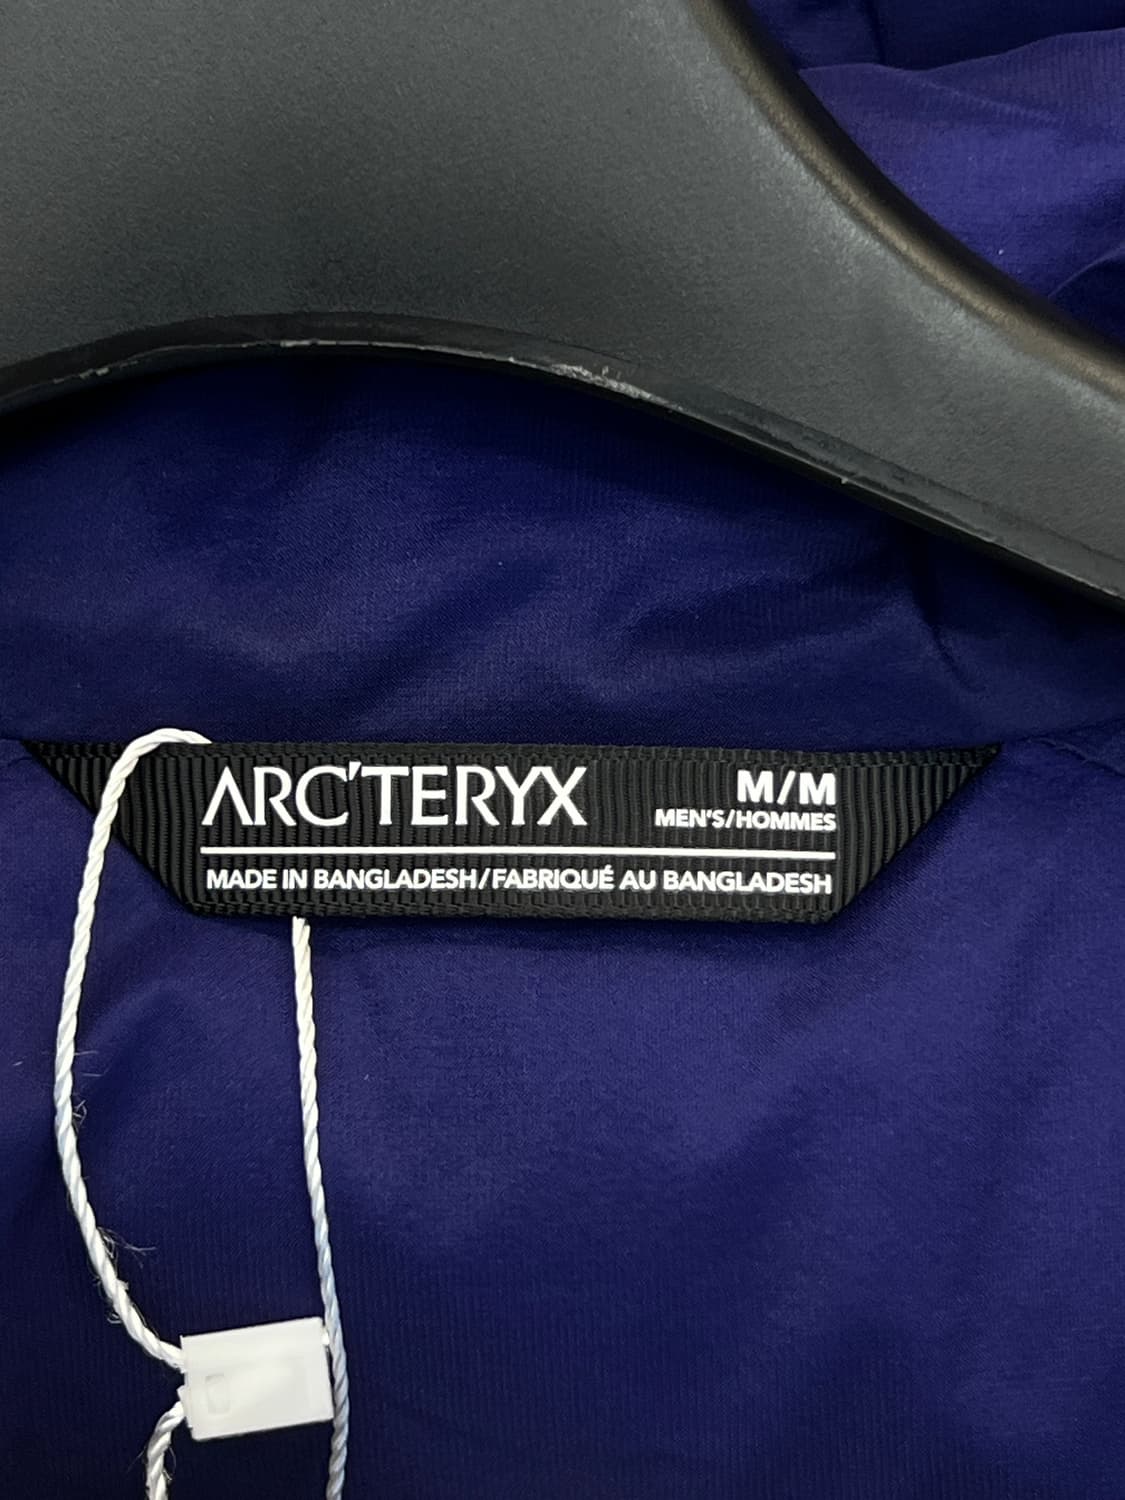 ARC'TERYX
M/M
MEN'S/HOMMES
MADE IN BANGLADESH/FABRIQUÉ AU BANGLADESH